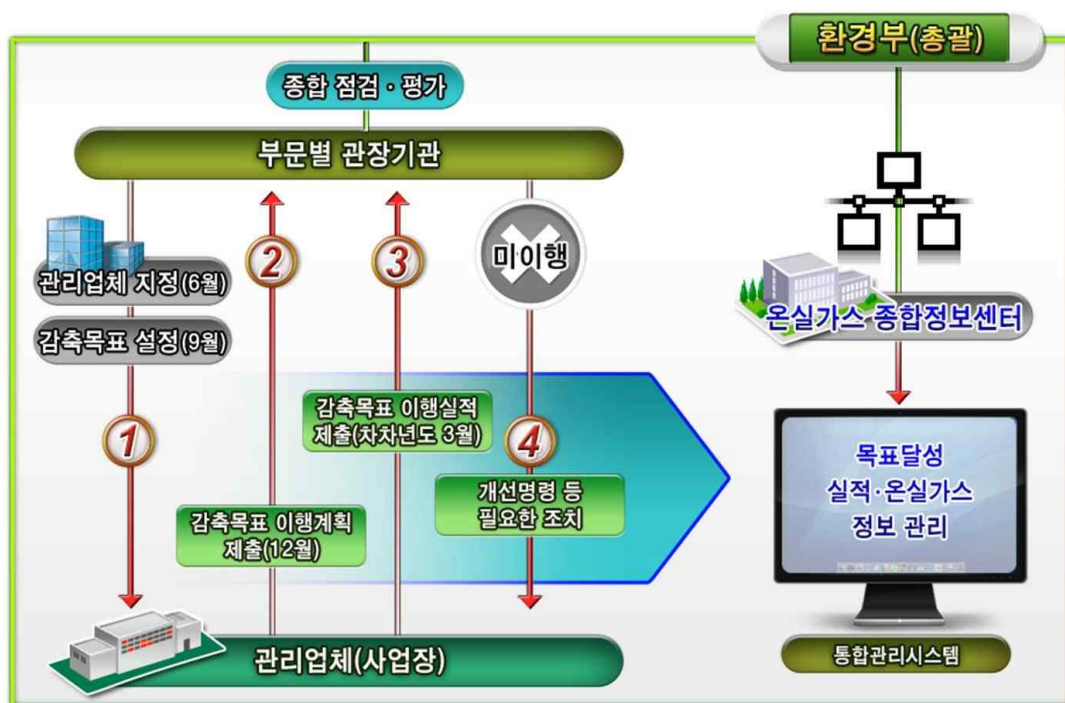 환경부(총괄)
종합 점검·평가
부문별 관장기관
관리업체 지정(6월)
감축목표 설정(9월)
1
2
3
미이행
4
감축목표 이행계획
제출(12월)
감축목표 이행실적
제출(차차년도 3월)
개선명령 등
필요한 조치
관리업체(사업장)
온실가스 종합정보센터
목표달성
실적·온실가스
정보 관리
통합관리시스템